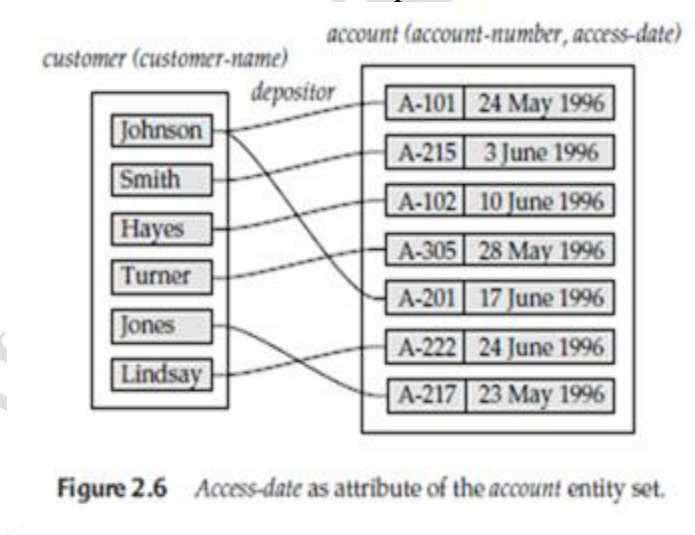 account (account-number, access-date)
customer (customer-name)
depositor
Johnson
Smith
Hayes
Turner
Jones
Lindsay
A-101 24 May 1996
A-215 3 June 1996
A-102 10 June 1996
A-305 28 May 1996
A-201 17 June 1996
A-222 24 June 1996
A-217 23 May 1996
Figure 2.6 Access-date as attribute of the account entity set.